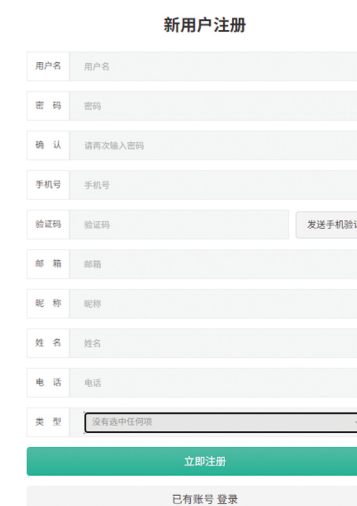 新用户注册
用户名 用户名
密 码 密码
确 认 请再次输入密码
手机号 手机号
验证码 验证码 发送手机验
邮 箱 邮箱
昵 称 昵称
姓 名 姓名
电 话 电话
类 型 没有选中任何项
立即注册
已有账号 登录